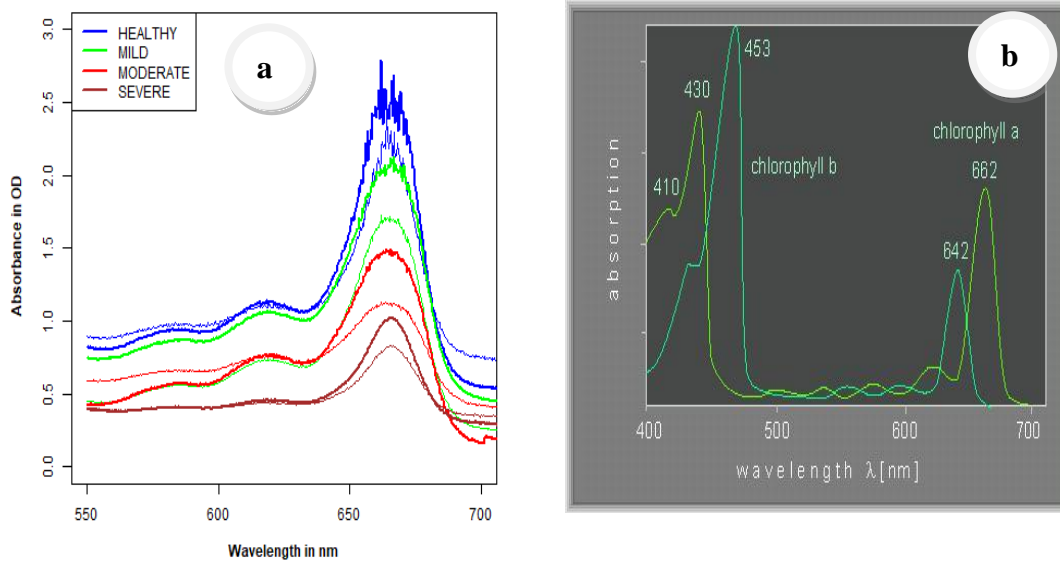 3.0
2.5
2.0
1.5
1.0
0.5
0.0
Absorbance in OD
HEALTHY
MILD
MODERATE
SEVERE
a
550
600
650
700
Wavelength in nm
b
453
430
410
chlorophyll b
chlorophyll a
662
642
absorption
400
500
600
700
wavelength λ[nm]